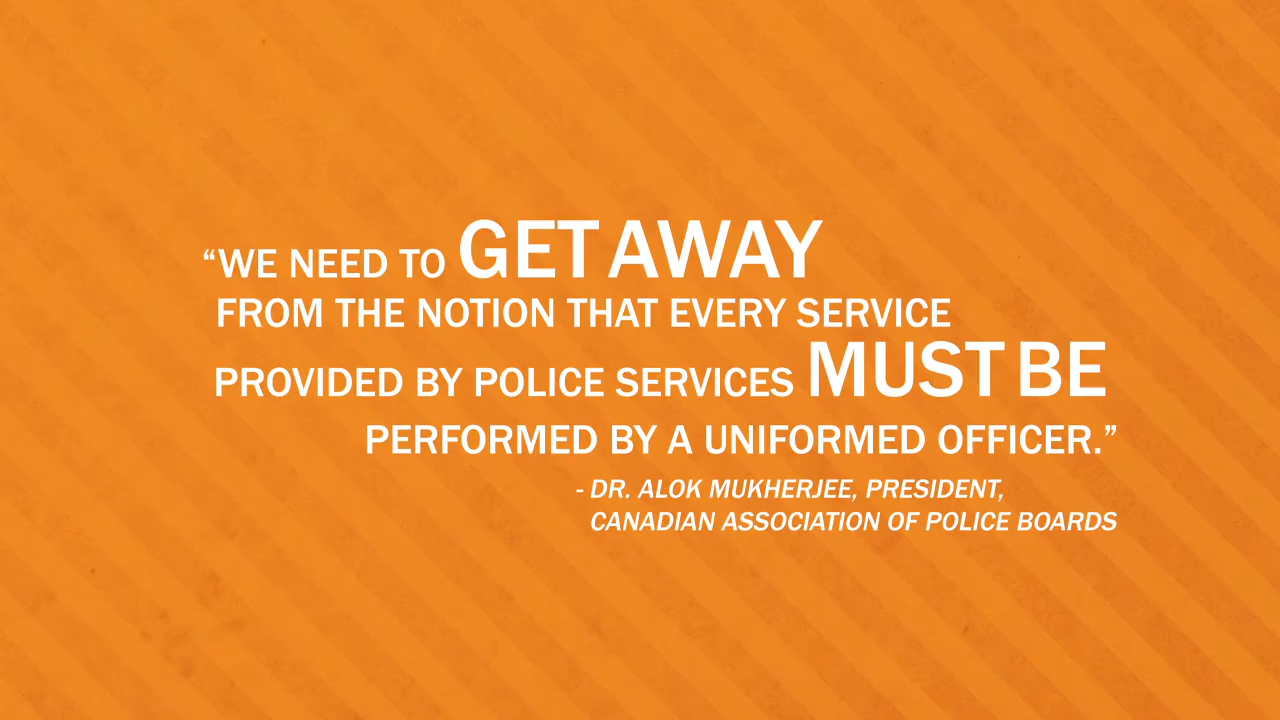 “WE NEED TO GET AWAY
FROM THE NOTION THAT EVERY SERVICE
PROVIDED BY POLICE SERVICES MUST BE
PERFORMED BY A UNIFORMED OFFICER.”
- DR. ALOK MUKHERJEE, PRESIDENT,
CANADIAN ASSOCIATION OF POLICE BOARDS